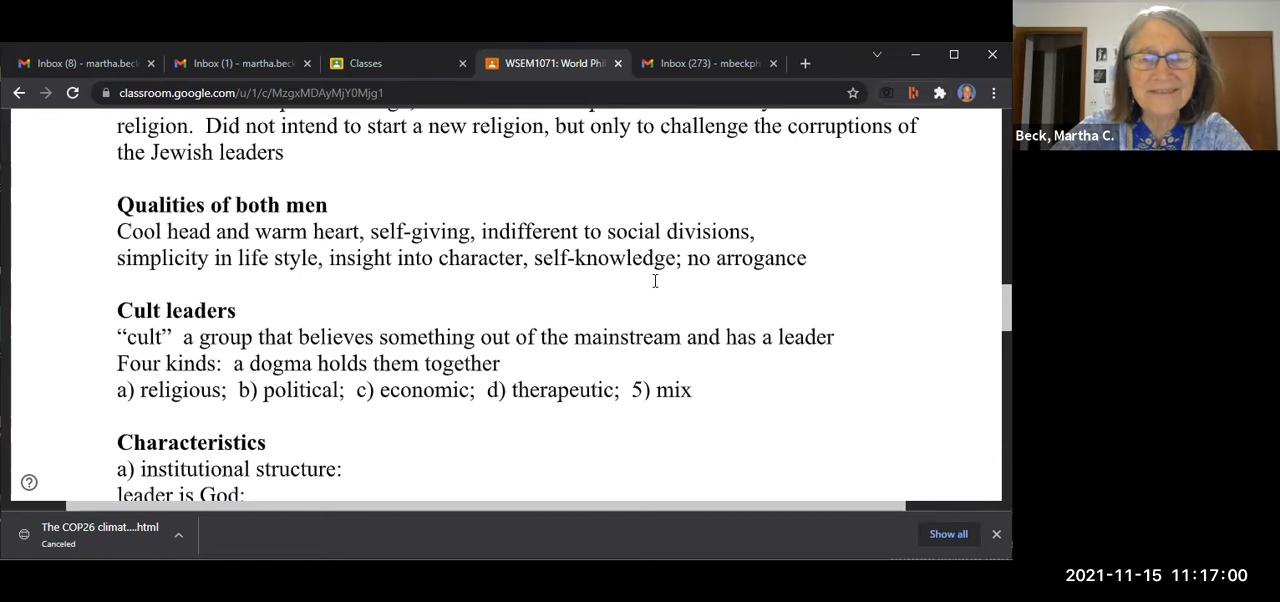 Inbox (8) - martha.bec
Inbox (1) - martha.bec
Classes
WSEM1071: World Phil
Inbox (273) - mbeckph
classroom.google.com/u/1/c/MzgxMDAyMjY0Mjg1
religion. Did not intend to start a new religion, but only to challenge the corruptions of
the Jewish leaders
Qualities of both men
Cool head and warm heart, self-giving, indifferent to social divisions,
simplicity in life style, insight into character, self-knowledge; no arrogance
Cult leaders
“cult” a group that believes something out of the mainstream and has a leader
Four kinds: a dogma holds them together
a) religious; b) political; c) economic; d) therapeutic; 5) mix
Characteristics
a) institutional structure:
leader is God:
The COP26 climat....html
Canceled
Show all
Beck, Martha C.
2021-11-15 11:17:00